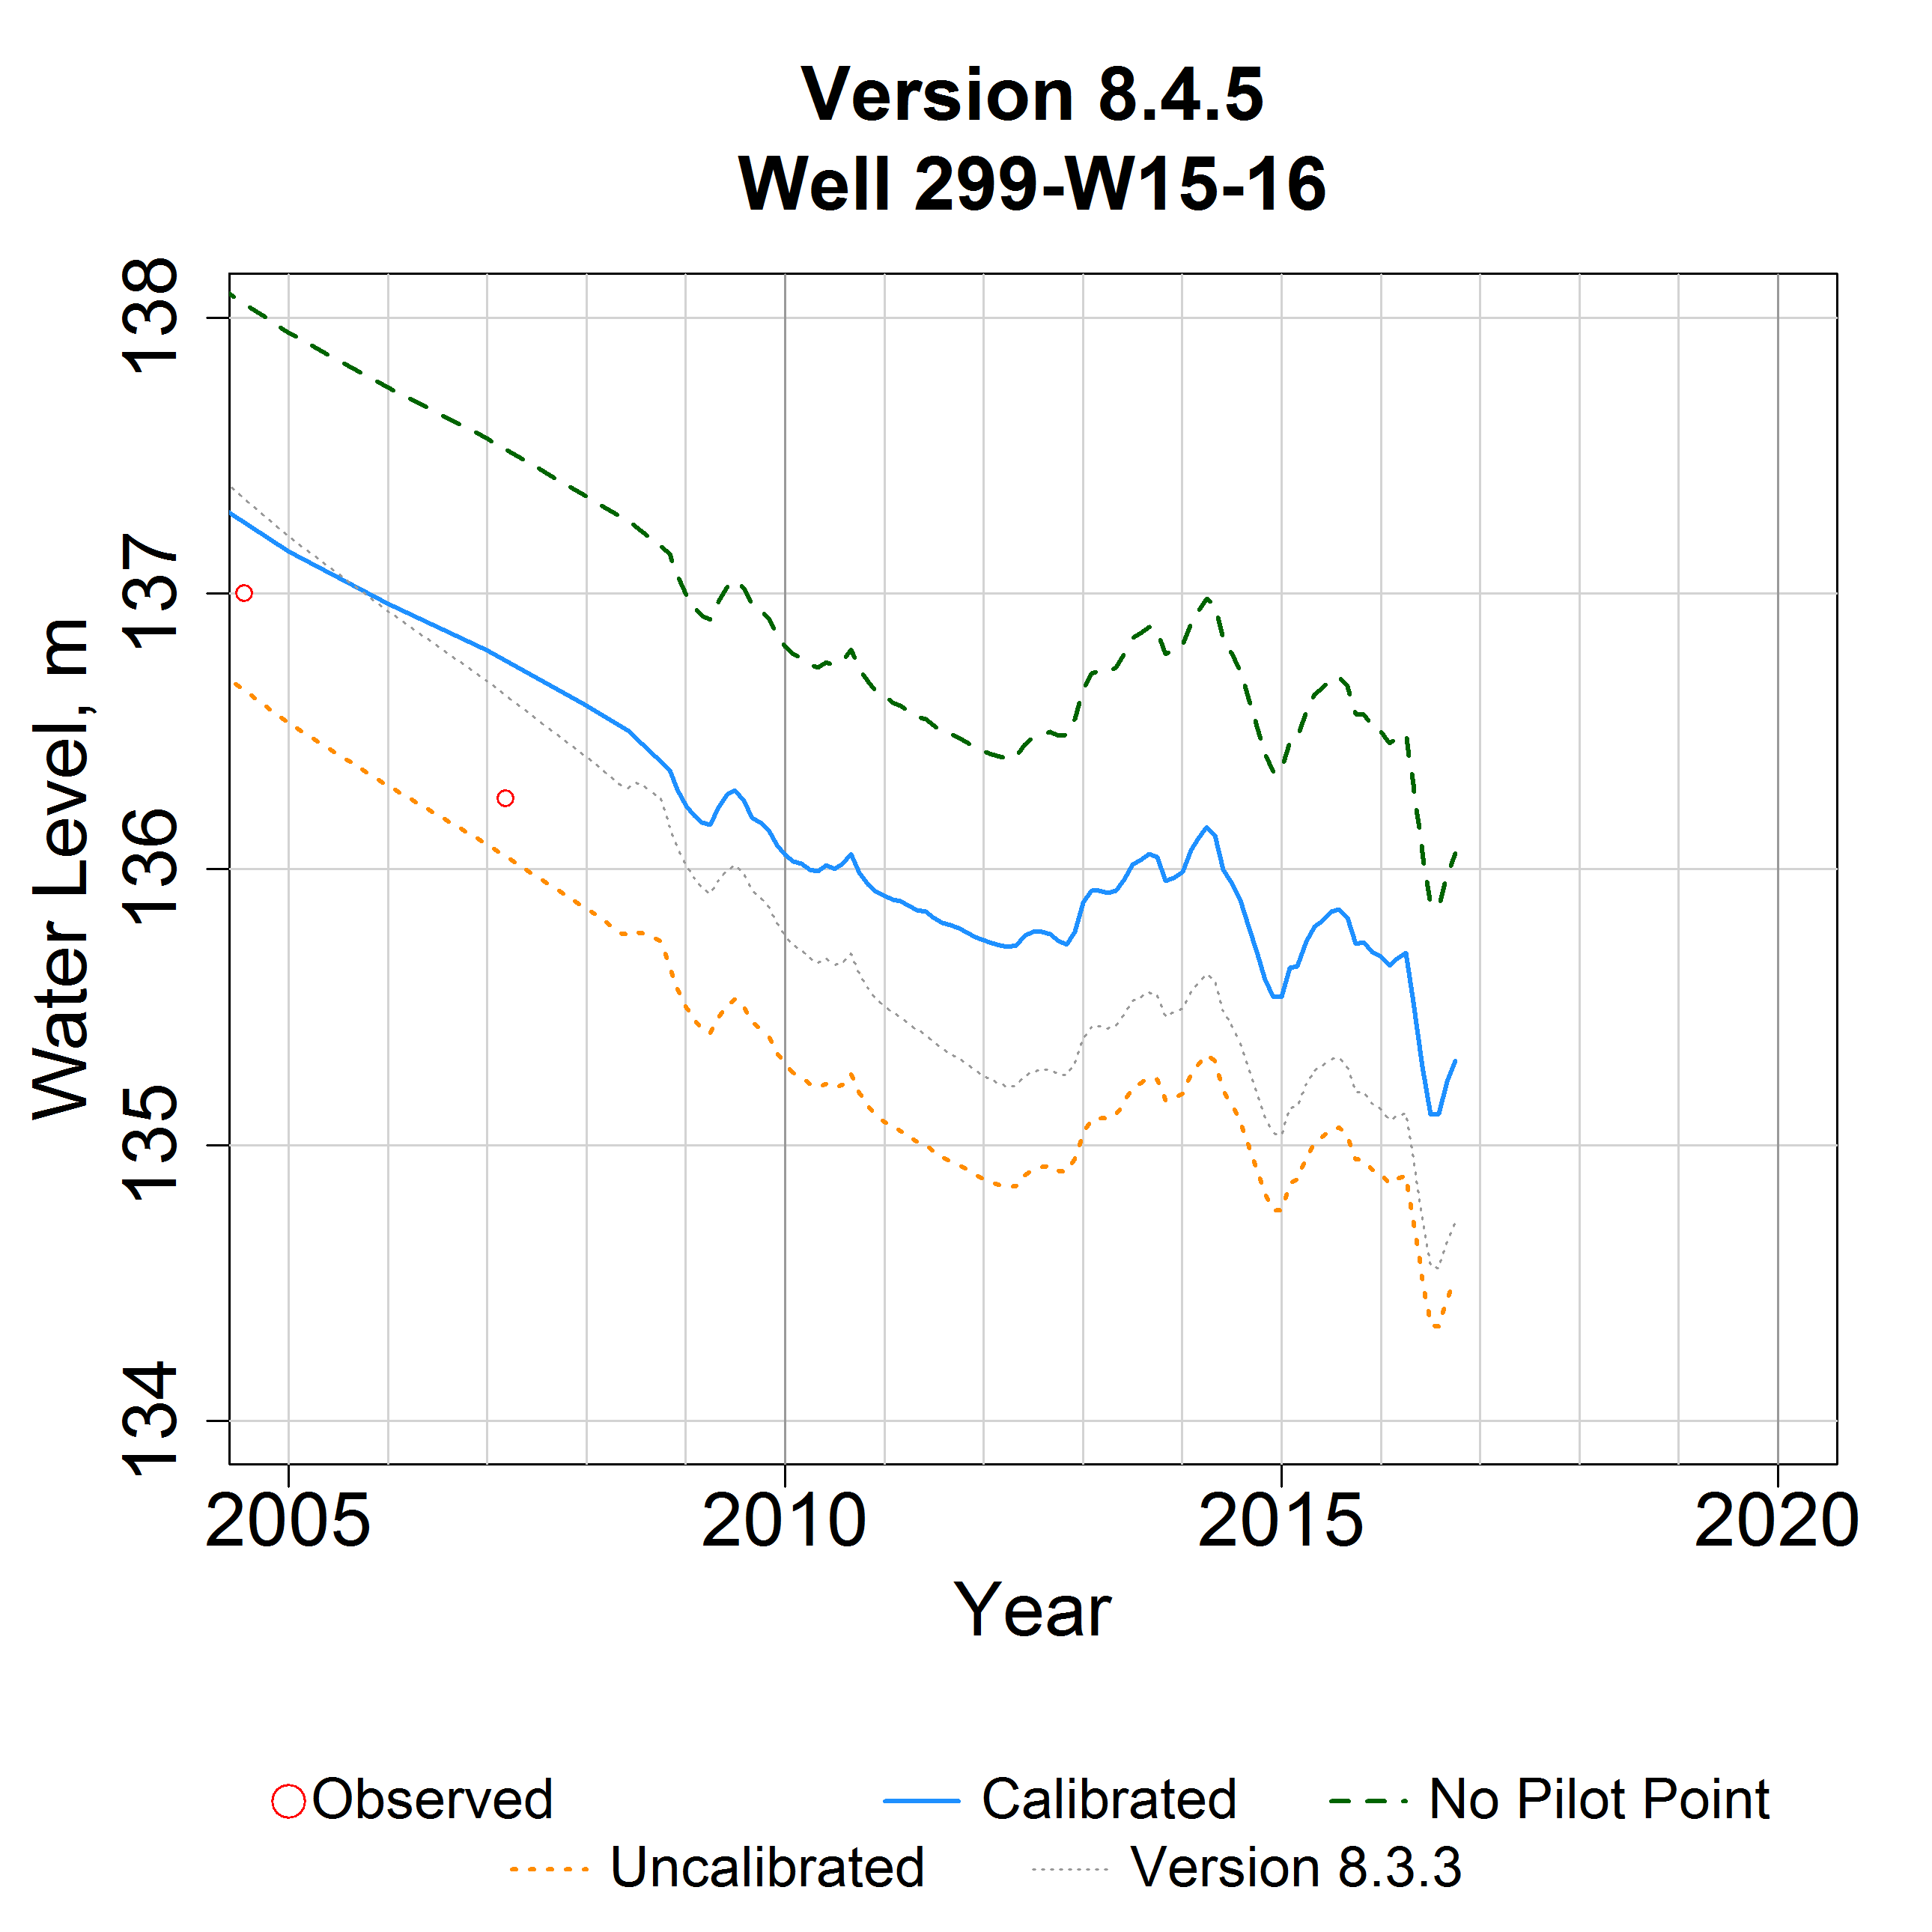 Version 8.4.5
Well 299-W15-16
Water Level, m
138
137
136
135
134
2005 2010 2015 2020
Year
Observed Calibrated No Pilot Point
Uncalibrated Version 8.3.3